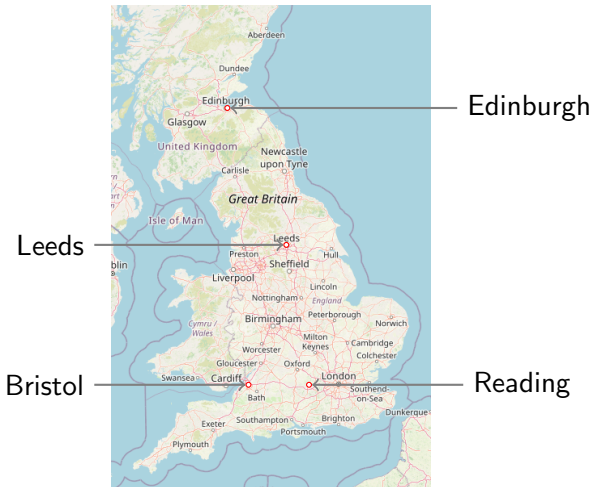 Aberdeen
Dundee
Edinburgh
Edinburgh
Glasgow
United Kingdom
Newcastle
upon Tyne
Carlisle
Great Britain
Isle of Man
Leeds
Leeds
Preston
Hull
blin
Liverpool
Sheffield
Lincoln
Nottingham
England
Peterborough
Norwich
Cymru /
Wales
Birmingham
Worcester
Milton
Keynes
Cambridge
Colchester
Gloucester
Oxford
Bristol
Swansea
Cardiff
London
Reading
Bath
Southend-
on-Sea
Dunkerque
Exeter
Southampton
Brighton
Portsmouth
Plymouth